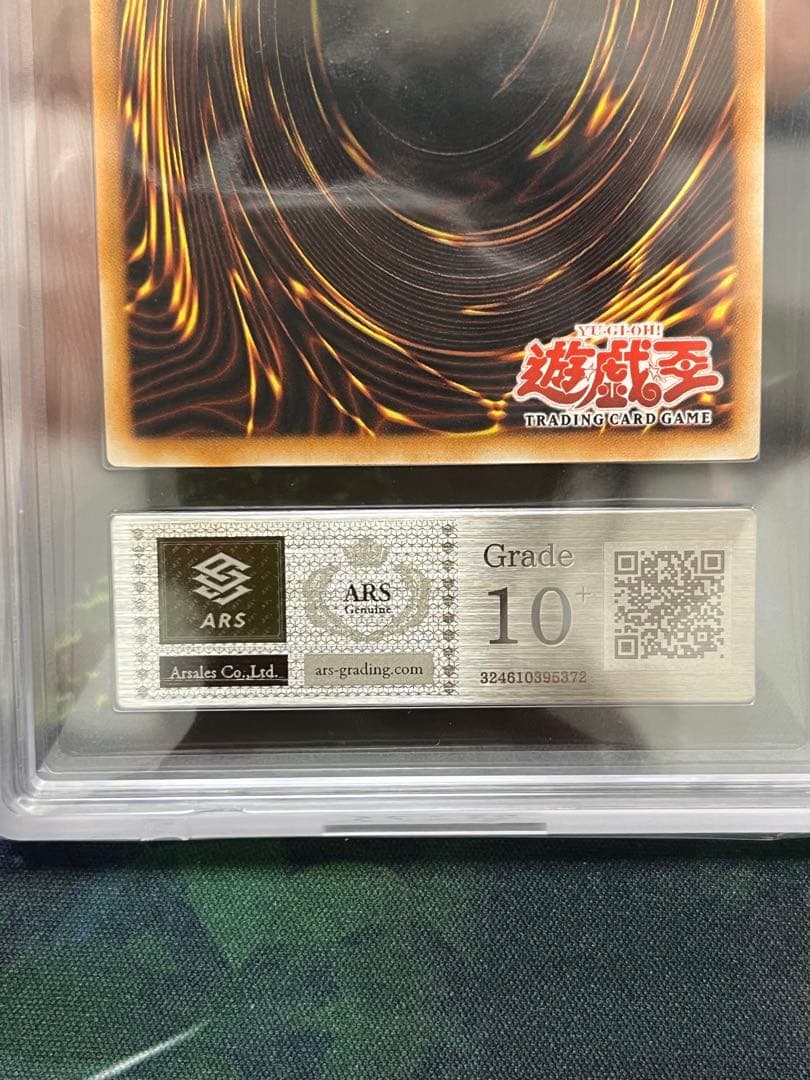 YU-GI-OH!
遊戯王
TRADING CARD GAME
ARS
Arsales Co.,Ltd.
ARS
Genuine
ars-grading.com
Grade
10+
324610395372